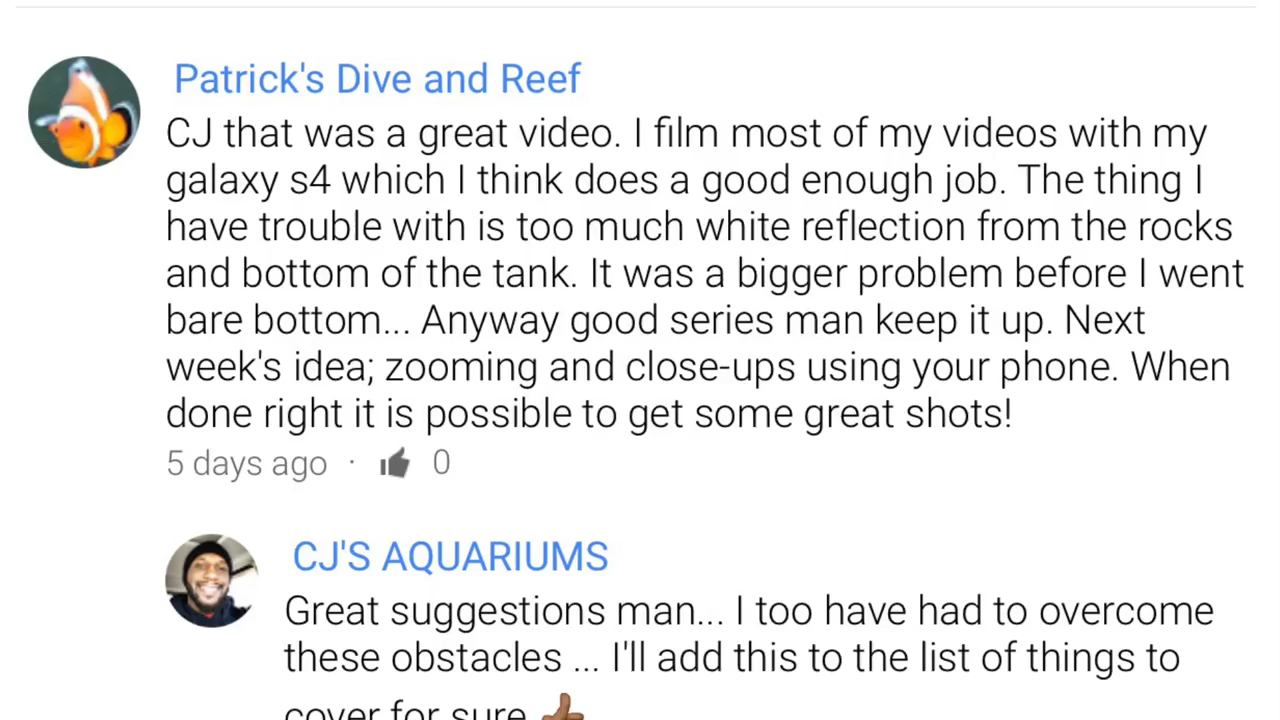 Patrick's Dive and Reef
CJ that was a great video. I film most of my videos with my
galaxy s4 which I think does a good enough job. The thing I
have trouble with is too much white reflection from the rocks
and bottom of the tank. It was a bigger problem before I went
bare bottom... Anyway good series man keep it up. Next
week's idea; zooming and close-ups using your phone. When
done right it is possible to get some great shots!
5 days ago · 0
CJ'S AQUARIUMS
Great suggestions man... I too have had to overcome
these obstacles ... I'll add this to the list of things to
cover for sure